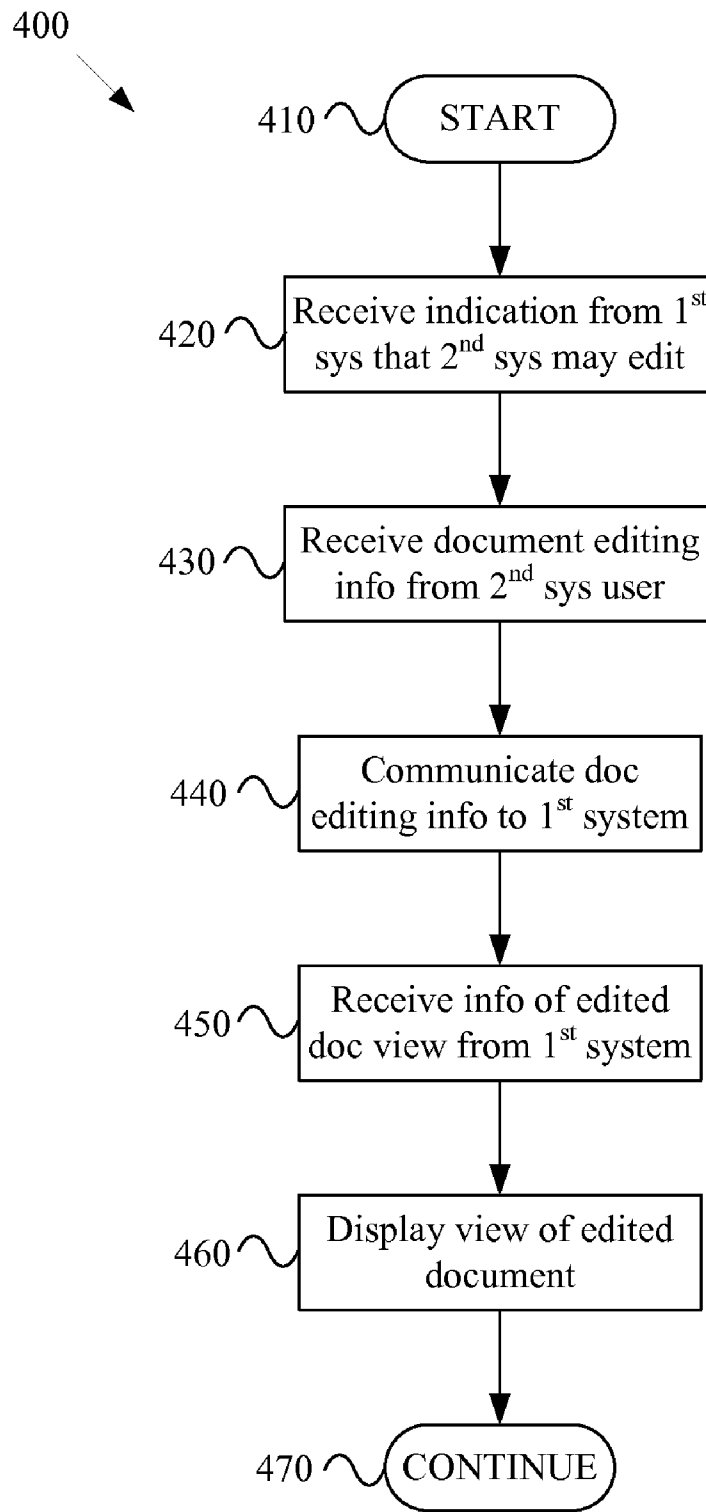 400
410
START
420
Receive indication from 1st
sys that 2nd sys may edit
430
Receive document editing
info from 2nd sys user
440
Communicate doc
editing info to 1st system
450
Receive info of edited
doc view from 1st system
460
Display view of edited
document
470
CONTINUE